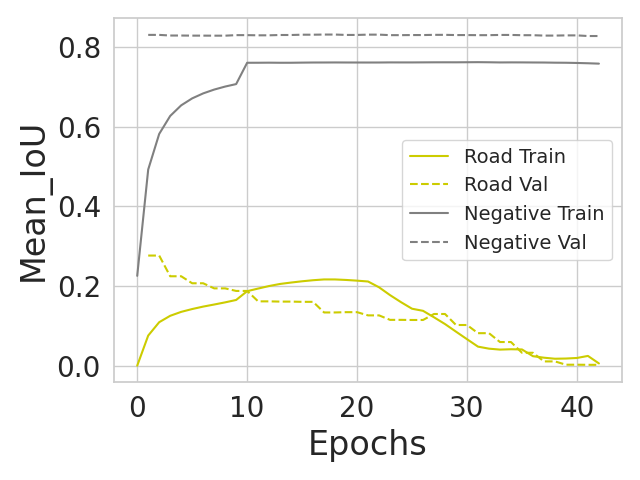 0.8
0.6
0.4
0.2
0.0
Mean_IoU
Road Train
Road Val
Negative Train
Negative Val
0 10 20 30 40
Epochs